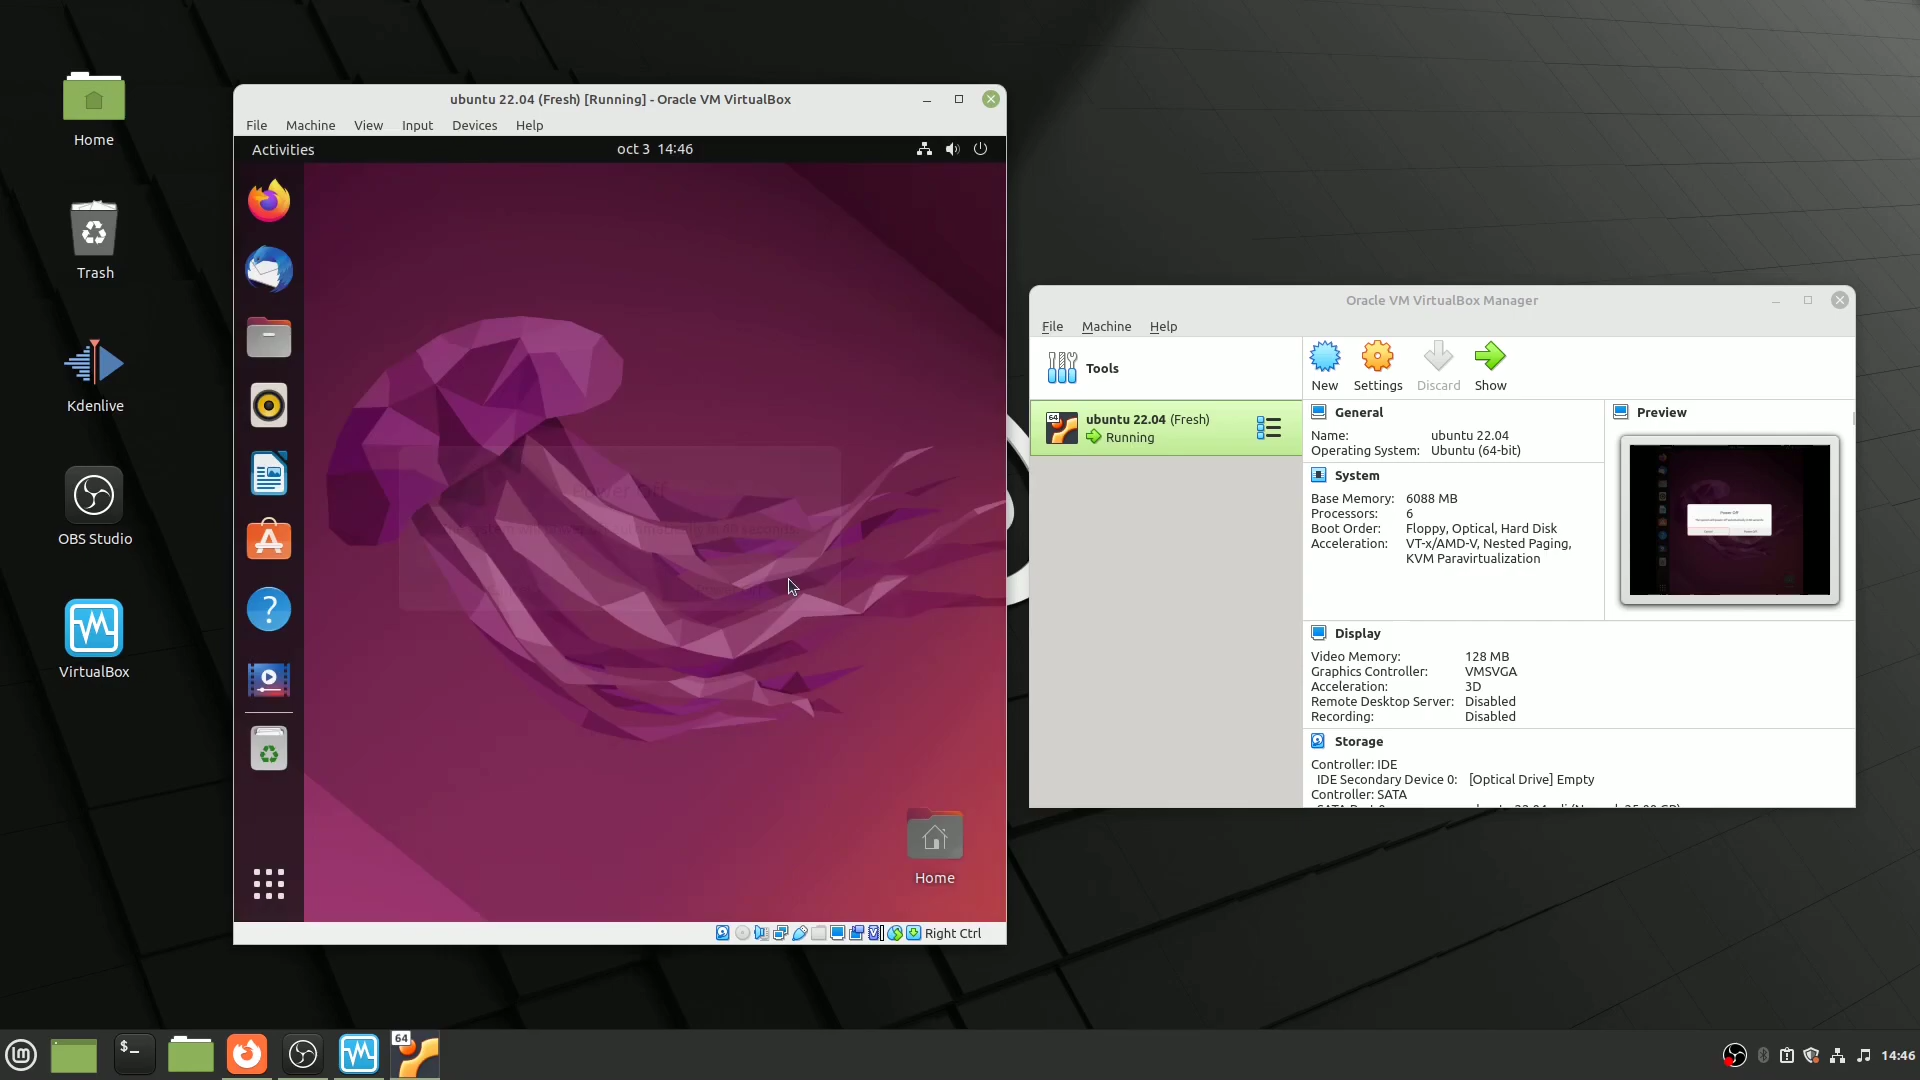 Home
Trash
Kdenlive
OBS Studio
VirtualBox
ubuntu 22.04 (Fresh) [Running] - Oracle VM VirtualBox
File Machine View Input Devices Help
Activities
oct 3 14:46
Power Off
Home
Right Ctrl
Oracle VM VirtualBox Manager
File Machine Help
Tools
New Settings Discard Show
64
ubuntu 22.04 (Fresh)
Running
General
Name: ubuntu 22.04
Operating System: Ubuntu (64-bit)
System
Base Memory: 6088 MB
Processors: 6
Boot Order: Floppy, Optical, Hard Disk
Acceleration: VT-x/AMD-V, Nested Paging,
KVM Paravirtualization
Preview
Power Off
Display
Video Memory: 128 MB
Graphics Controller: VMSVGA
Acceleration: 3D
Remote Desktop Server: Disabled
Recording: Disabled
Storage
Controller: IDE
IDE Secondary Device 0: [Optical Drive] Empty
Controller: SATA
64
14:46